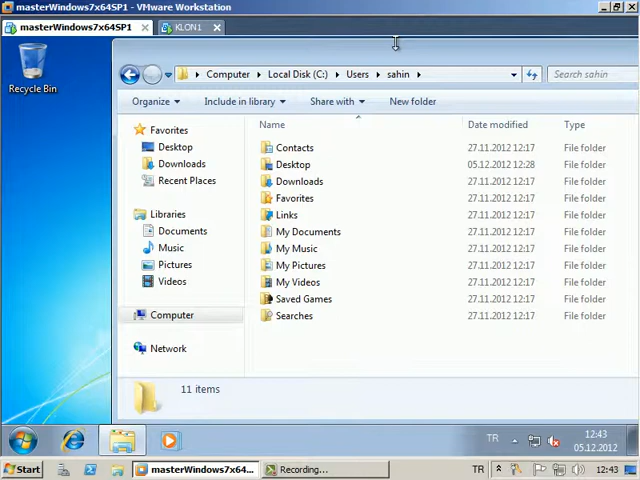 masterWindows7x64SP1 - VMware Workstation
masterWindows7x64SP1
KLON1
Recycle Bin
Computer
Local Disk (C:)
Users
sahin
Search sahin
Organize
Include in library
Share with
New folder
Favorites
Desktop
Downloads
Recent Places
Libraries
Documents
Music
Pictures
Videos
Computer
Network
Name
Date modified
Type
Contacts 27.11.2012 12:17 File folder
Desktop 05.12.2012 12:28 File folder
Downloads 27.11.2012 12:17 File folder
Favorites 27.11.2012 12:17 File folder
Links 27.11.2012 12:17 File folder
My Documents 27.11.2012 12:17 File folder
My Music 27.11.2012 12:17 File folder
My Pictures 27.11.2012 12:17 File folder
My Videos 27.11.2012 12:17 File folder
Saved Games 27.11.2012 12:17 File folder
Searches 27.11.2012 12:17 File folder
11 items
TR
12:43
05.12.2012
Start
masterWindows7x64...
Recording...
TR
12:43